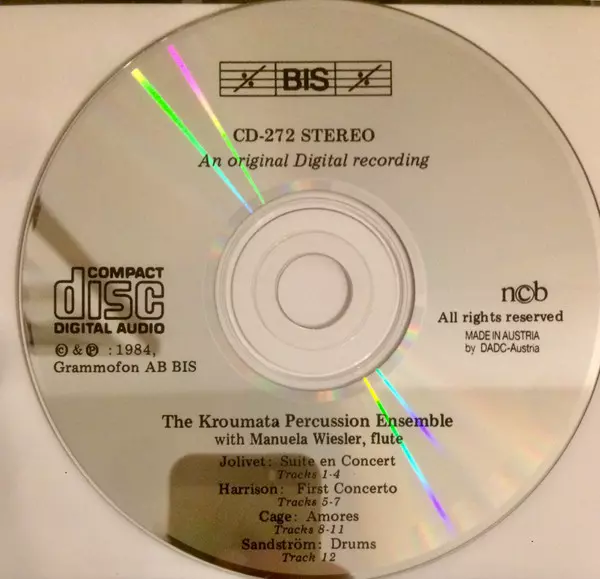 BIS
CD-272 STEREO
An original Digital recording
COMPACT
disc
DIGITAL AUDIO
© & ℗ : 1984,
Grammofon AB BIS
ncb
All rights reserved
MADE IN AUSTRIA
by DADC-Austria
The Kroumata Percussion Ensemble
with Manuela Wiesler, flute
Jolivet: Suite en Concert
Tracks 1-4
Harrison: First Concerto
Tracks 5-7
Cage: Amores
Tracks 8-11
Sandström: Drums
Track 12